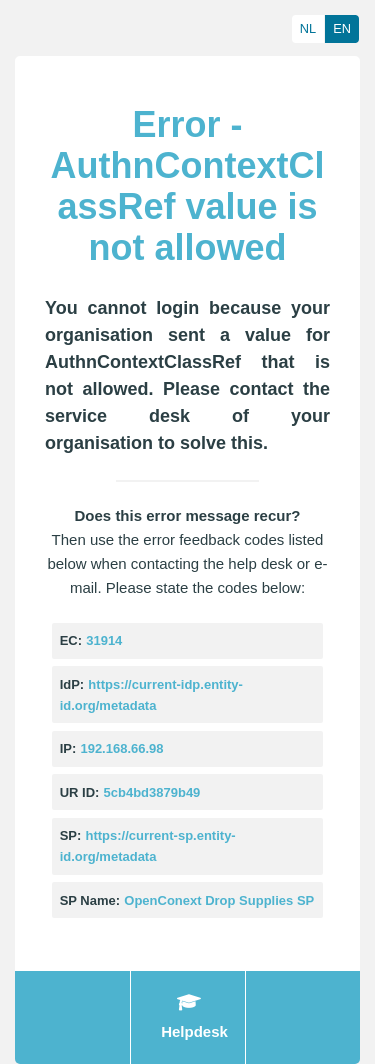 NL EN
Error -
AuthnContextCl
assRef value is
not allowed
You cannot login because your
organisation sent a value for
AuthnContextClassRef that is
not allowed. Please contact the
service desk of your
organisation to solve this.
Does this error message recur?
Then use the error feedback codes listed
below when contacting the help desk or e-
mail. Please state the codes below:
EC: 31914
IdP: https://current-idp.entity-
id.org/metadata
IP: 192.168.66.98
UR ID: 5cb4bd3879b49
SP: https://current-sp.entity-
id.org/metadata
SP Name: OpenConext Drop Supplies SP
Helpdesk